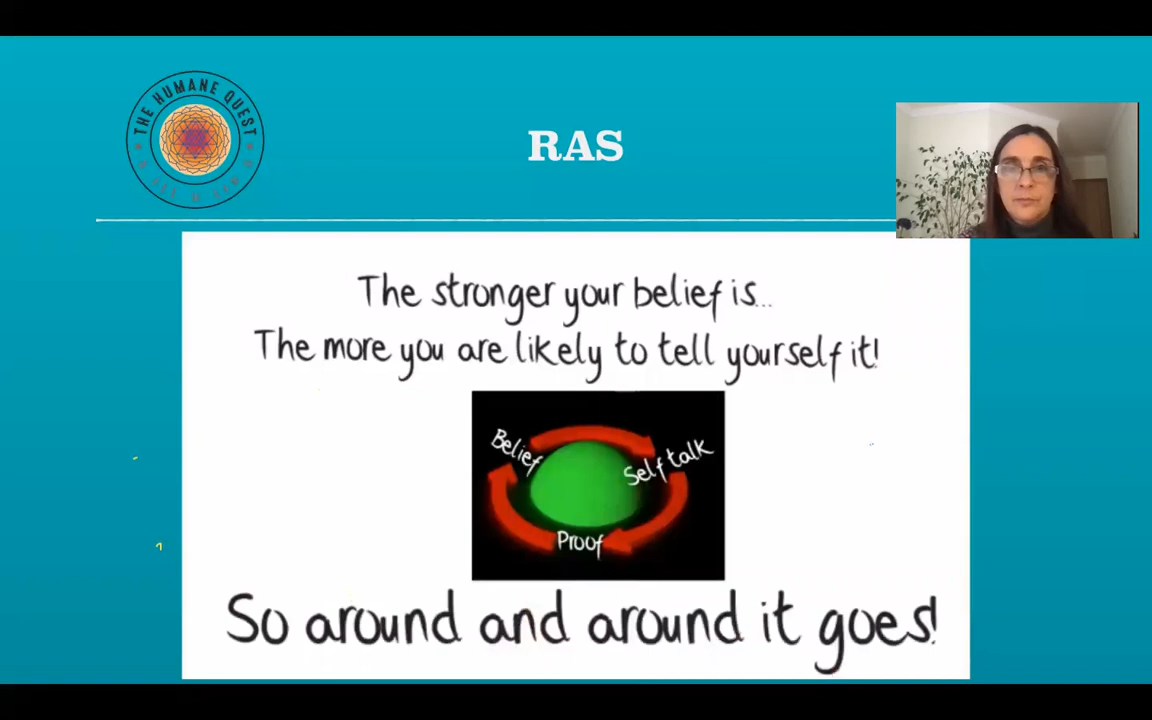 THE HUMANE QUEST
RAS
The stronger your belief is...
The more you are likely to tell yourself it!
Belief
Self talk
Proof
So around and around it goes!